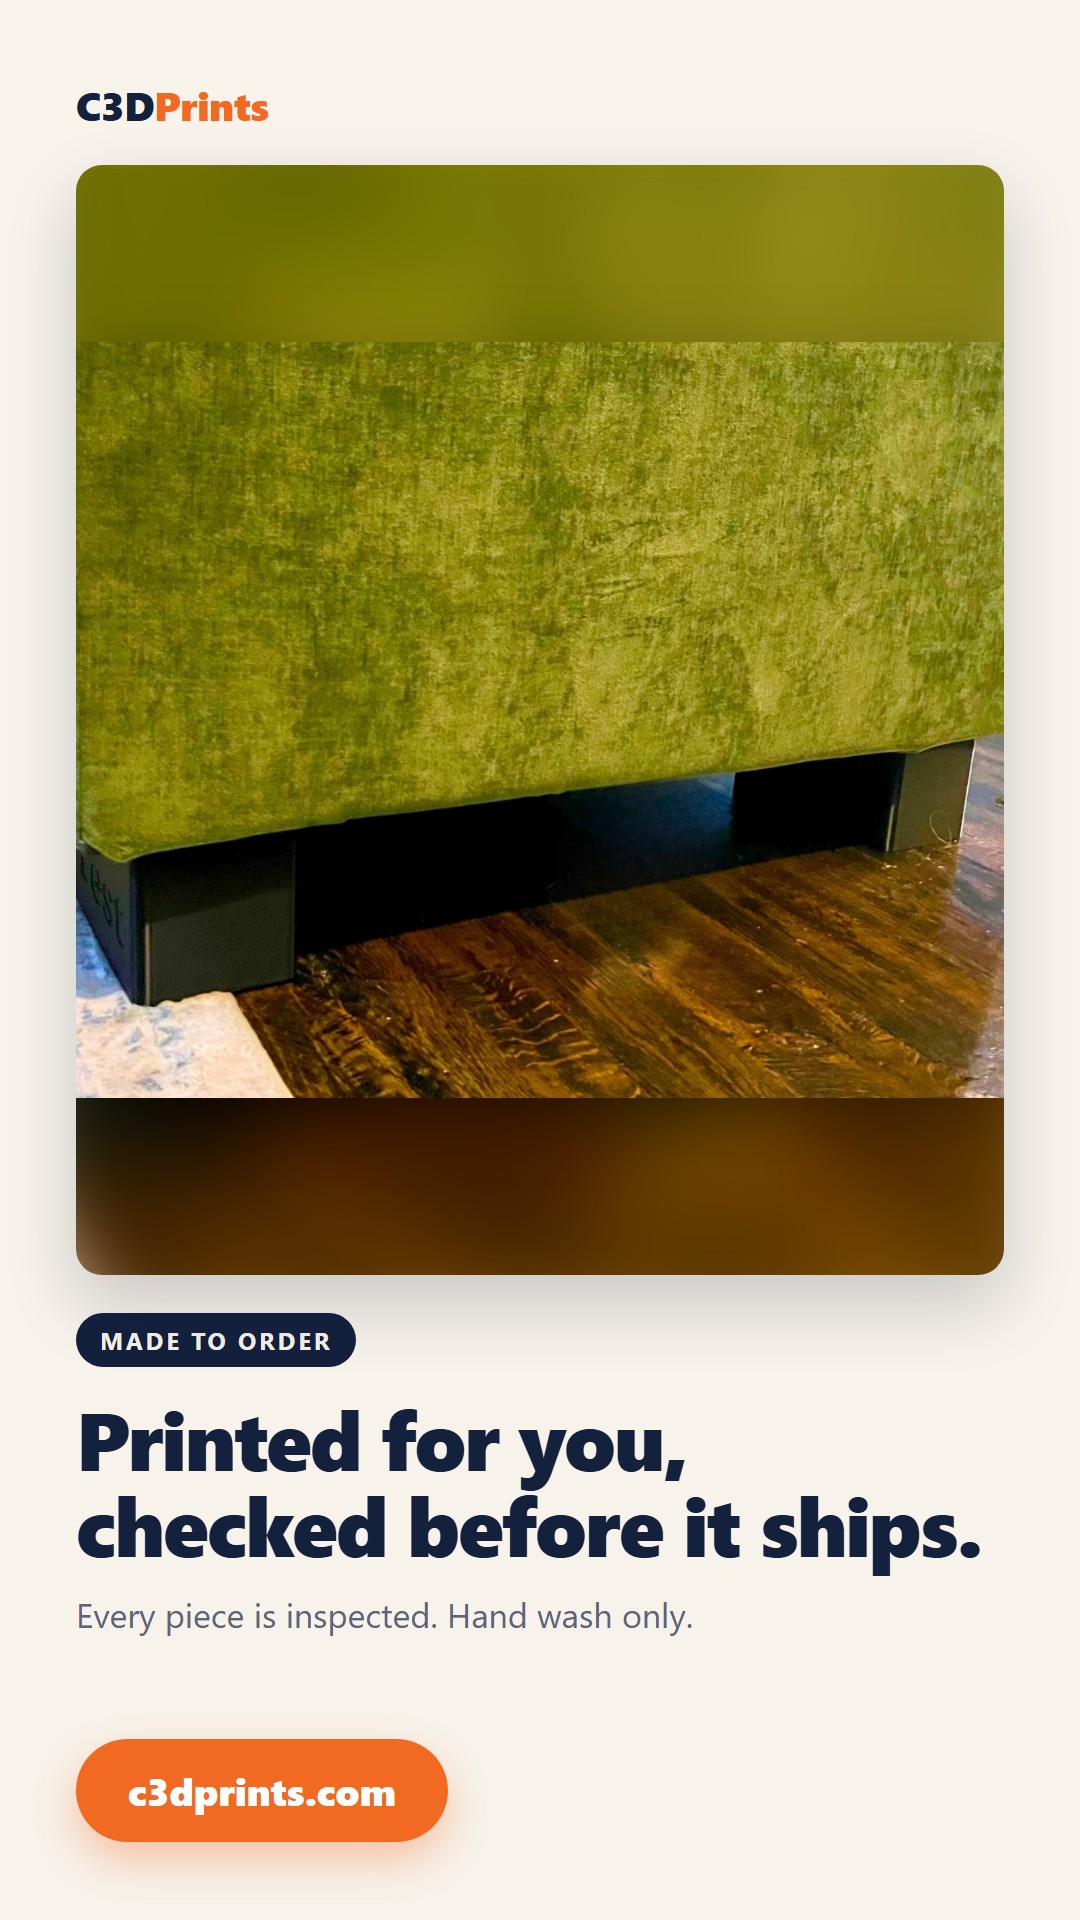 C3DPrints
MADE TO ORDER
Printed for you,
checked before it ships.
Every piece is inspected. Hand wash only.
c3dprints.com